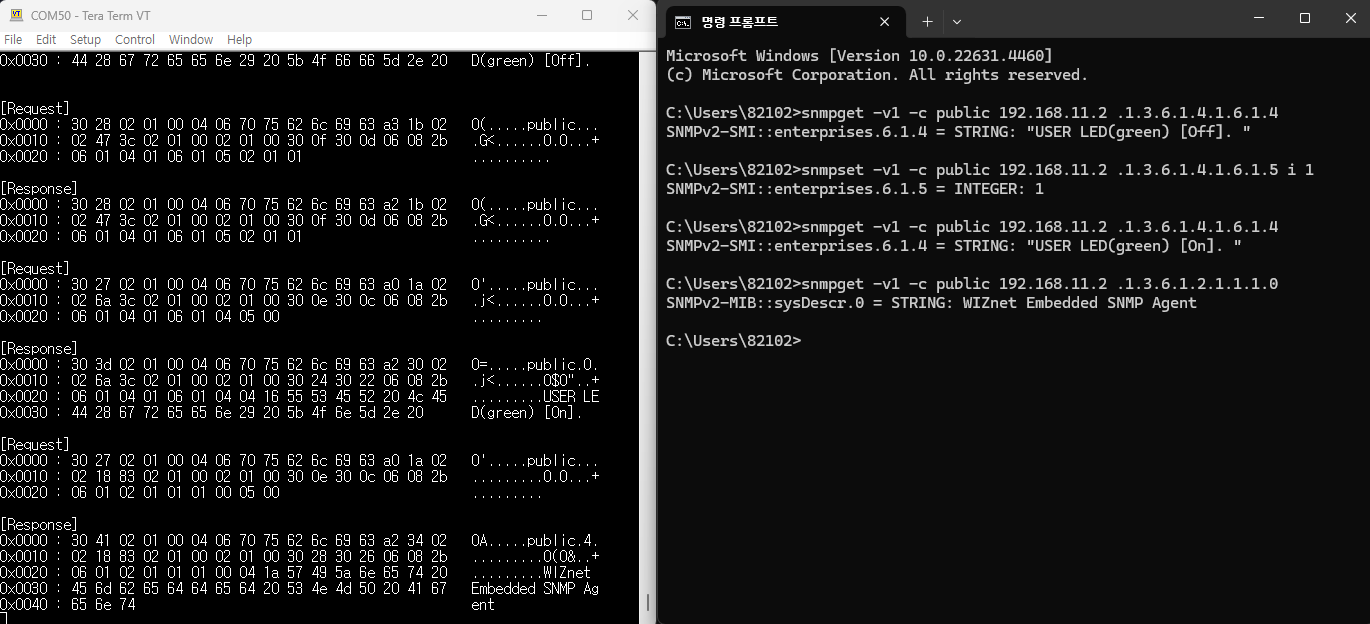 COM50 - Tera Term VT
File Edit Setup Control Window Help
0x0030 : 44 28 67 72 65 65 6e 29 20 5b 4f 66 66 5d 2e 20 D(green) [Off].
[Request]
0x0000 : 30 28 02 01 00 04 06 70 75 62 6c 69 63 a3 1b 02 0(.....public...
0x0010 : 02 47 3c 02 01 00 02 01 00 30 0f 30 0d 06 08 2b .G<......0.0...+
0x0020 : 06 01 04 01 06 01 05 02 01 01 ..........
[Response]
0x0000 : 30 28 02 01 00 04 06 70 75 62 6c 69 63 a2 1b 02 0(.....public...
0x0010 : 02 47 3c 02 01 00 02 01 00 30 0f 30 0d 06 08 2b .G<......0.0...+
0x0020 : 06 01 04 01 06 01 05 02 01 01 ..........
[Request]
0x0000 : 30 27 02 01 00 04 06 70 75 62 6c 69 63 a0 1a 02 0'.....public...
0x0010 : 02 6a 3c 02 01 00 02 01 00 30 0e 30 0c 06 08 2b .j<......0.0...+
0x0020 : 06 01 04 01 06 01 04 05 00 .........
[Response]
0x0000 : 30 3d 02 01 00 04 06 70 75 62 6c 69 63 a2 30 02 0=.....public.0.
0x0010 : 02 6a 3c 02 01 00 02 01 00 30 24 30 22 06 08 2b .j<......0$0"..+
0x0020 : 06 01 04 01 06 01 04 04 16 55 53 45 52 20 4c 45 .........USER LE
0x0030 : 44 28 67 72 65 65 6e 29 20 5b 4f 6e 5d 2e 20 D(green) [On].
[Request]
0x0000 : 30 27 02 01 00 04 06 70 75 62 6c 69 63 a0 1a 02 0'.....public...
0x0010 : 02 18 83 02 01 00 02 01 00 30 0e 30 0c 06 08 2b .........0.0...+
0x0020 : 06 01 02 01 01 01 00 05 00 .........
[Response]
0x0000 : 30 41 02 01 00 04 06 70 75 62 6c 69 63 a2 34 02 0A.....public.4.
0x0010 : 02 18 83 02 01 00 02 01 00 30 28 30 26 06 08 2b .........0(0&..+
0x0020 : 06 01 02 01 01 01 00 04 1a 57 49 5a 6e 65 74 20 .........WIZnet
0x0030 : 45 6d 62 65 64 64 65 64 20 53 4e 4d 50 20 41 67 Embedded SNMP Ag
0x0040 : 65 6e 74 ent
명령 프롬프트
Microsoft Windows [Version 10.0.22631.4460]
(c) Microsoft Corporation. All rights reserved.
C:\Users\82102>snmpget -v1 -c public 192.168.11.2 .1.3.6.1.4.1.6.1.4
SNMPv2-SMI::enterprises.6.1.4 = STRING: "USER LED(green) [Off]. "
C:\Users\82102>snmpset -v1 -c public 192.168.11.2 .1.3.6.1.4.1.6.1.5 i 1
SNMPv2-SMI::enterprises.6.1.5 = INTEGER: 1
C:\Users\82102>snmpget -v1 -c public 192.168.11.2 .1.3.6.1.4.1.6.1.4
SNMPv2-SMI::enterprises.6.1.4 = STRING: "USER LED(green) [On]. "
C:\Users\82102>snmpget -v1 -c public 192.168.11.2 .1.3.6.1.2.1.1.1.0
SNMPv2-MIB::sysDescr.0 = STRING: WIZnet Embedded SNMP Agent
C:\Users\82102>